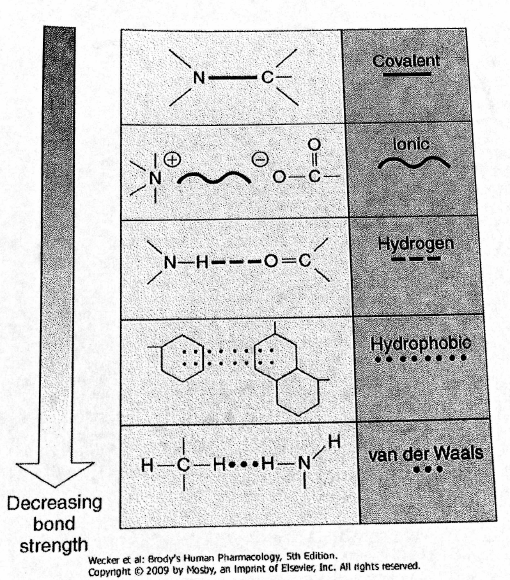 N C
Covalent
N ⊕ ⊖ O C O
Ionic
N H O C
Hydrogen
Hydrophobic
H C H H N H
van der Waals
Decreasing
bond
strength
Wecker et al: Brody's Human Pharmacology, 5th Edition.
Copyright © 2009 by Mosby, an imprint of Elsevier, Inc. All rights reserved.